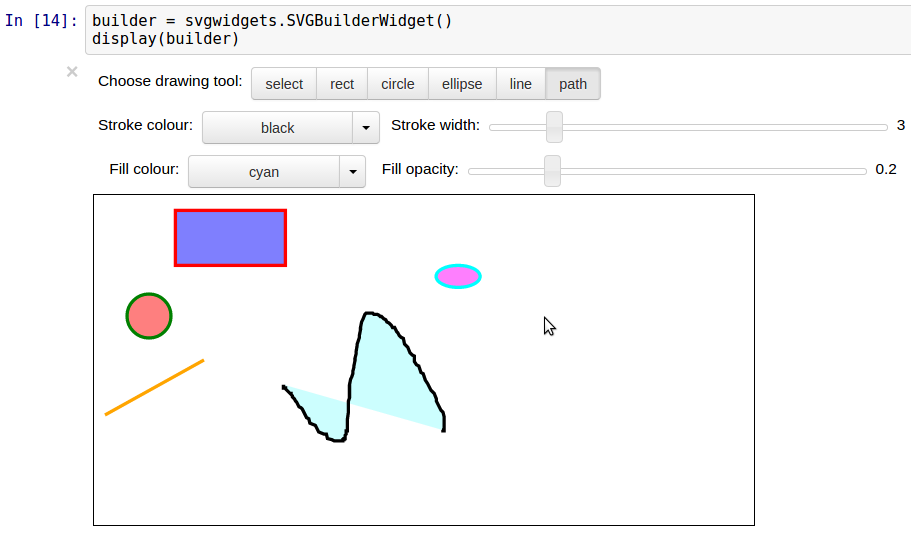 In [14]: builder = svgwidgets.SVGBuilderWidget()
display(builder)
Choose drawing tool: select rect circle ellipse line path
Stroke colour: black Stroke width: 3
Fill colour: cyan Fill opacity: 0.2